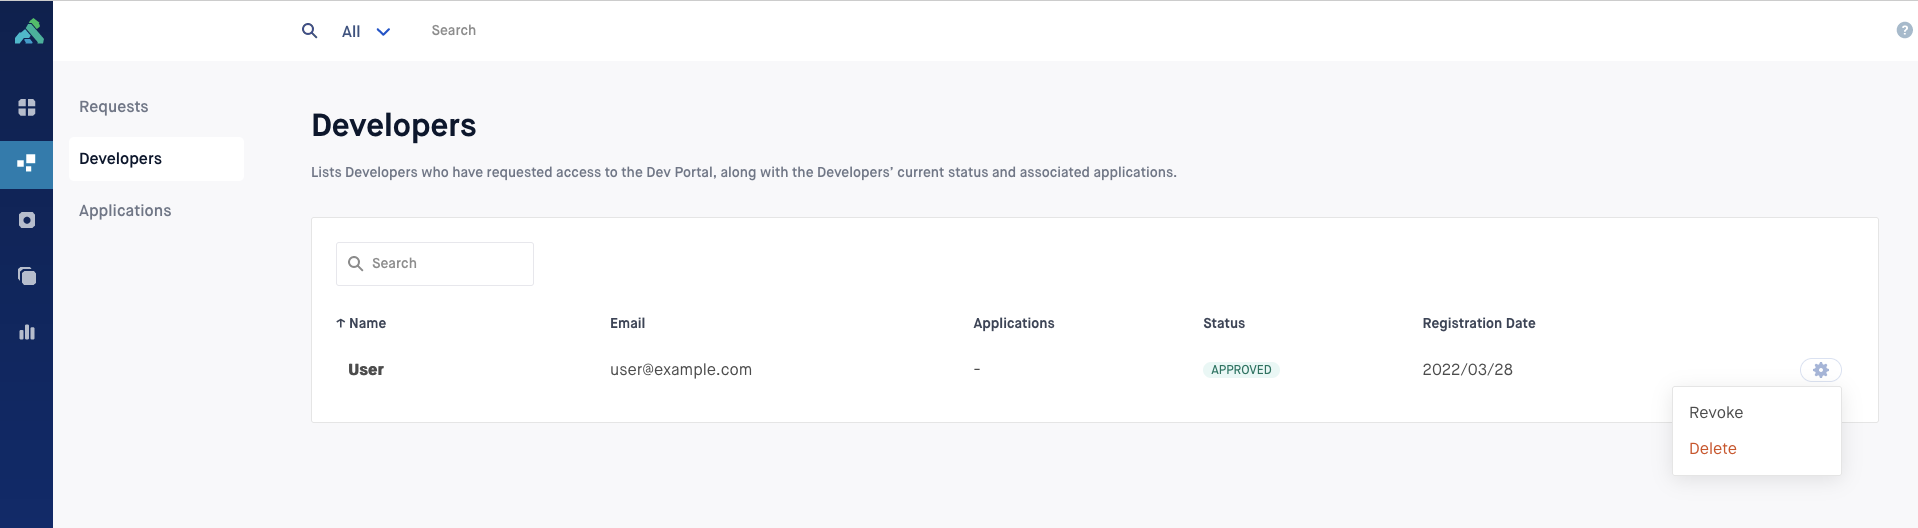 All Search ?
Requests
Developers
Applications
Developers
Lists Developers who have requested access to the Dev Portal, along with the Developers' current status and associated applications.
Search
↑ Name Email Applications Status Registration Date
User user@example.com - APPROVED 2022/03/28
Revoke
Delete